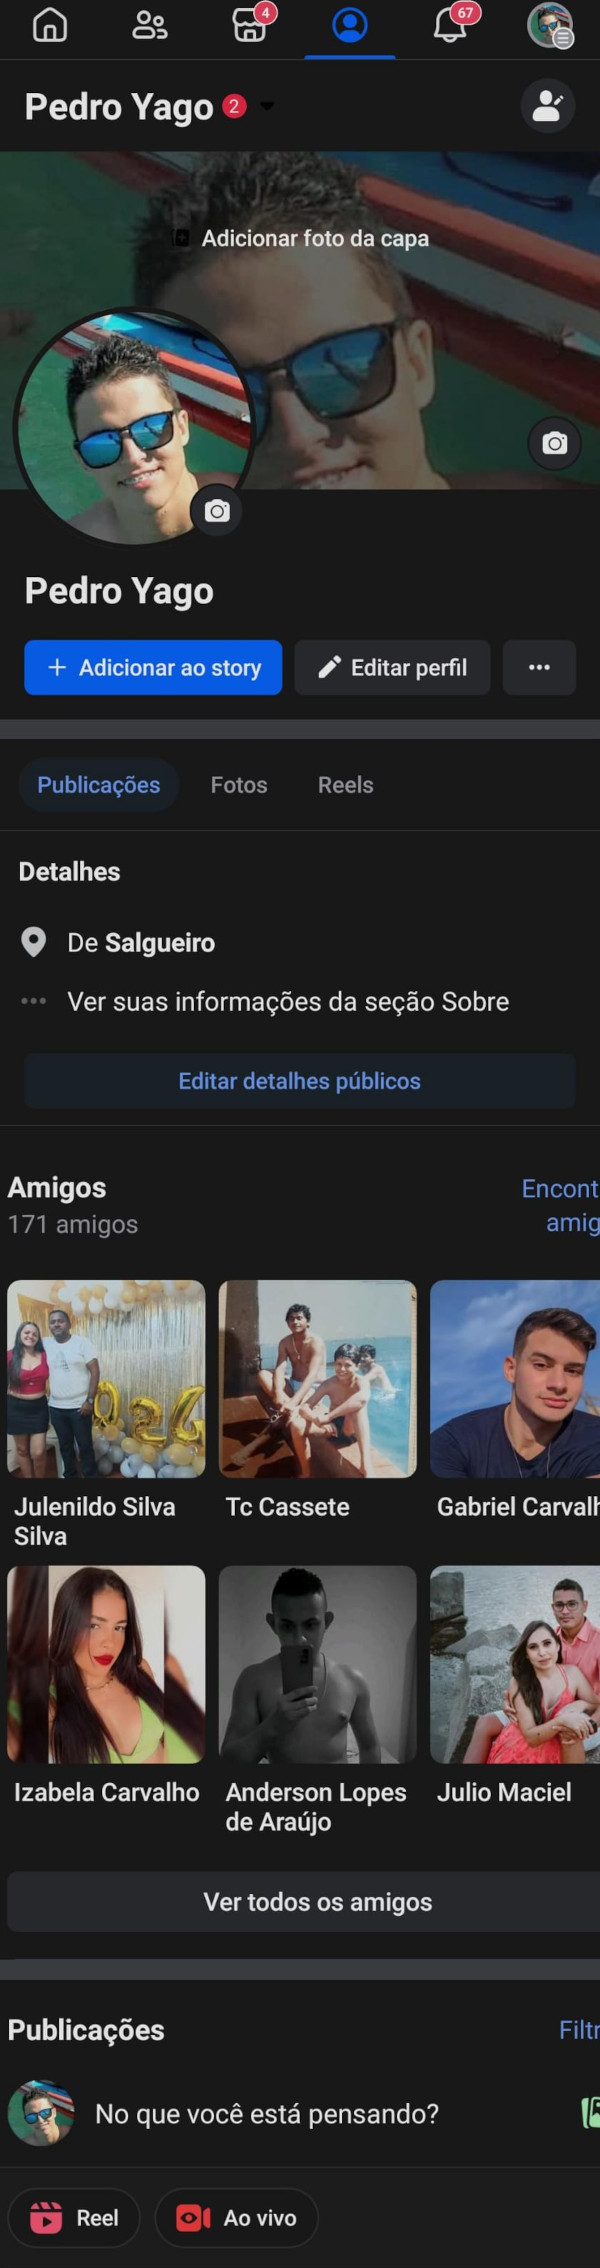 4
67
Pedro Yago 2
Adicionar foto da capa
Pedro Yago
+ Adicionar ao story
Editar perfil
Publicações Fotos Reels
Detalhes
De Salgueiro
Ver suas informações da seção Sobre
Editar detalhes públicos
Amigos
171 amigos
Encont
amig
Julenildo Silva
Silva
Tc Cassete
Gabriel Carvalh
Izabela Carvalho
Anderson Lopes
de Araújo
Julio Maciel
Ver todos os amigos
Publicações
Filtr
No que você está pensando?
Reel
Ao vivo